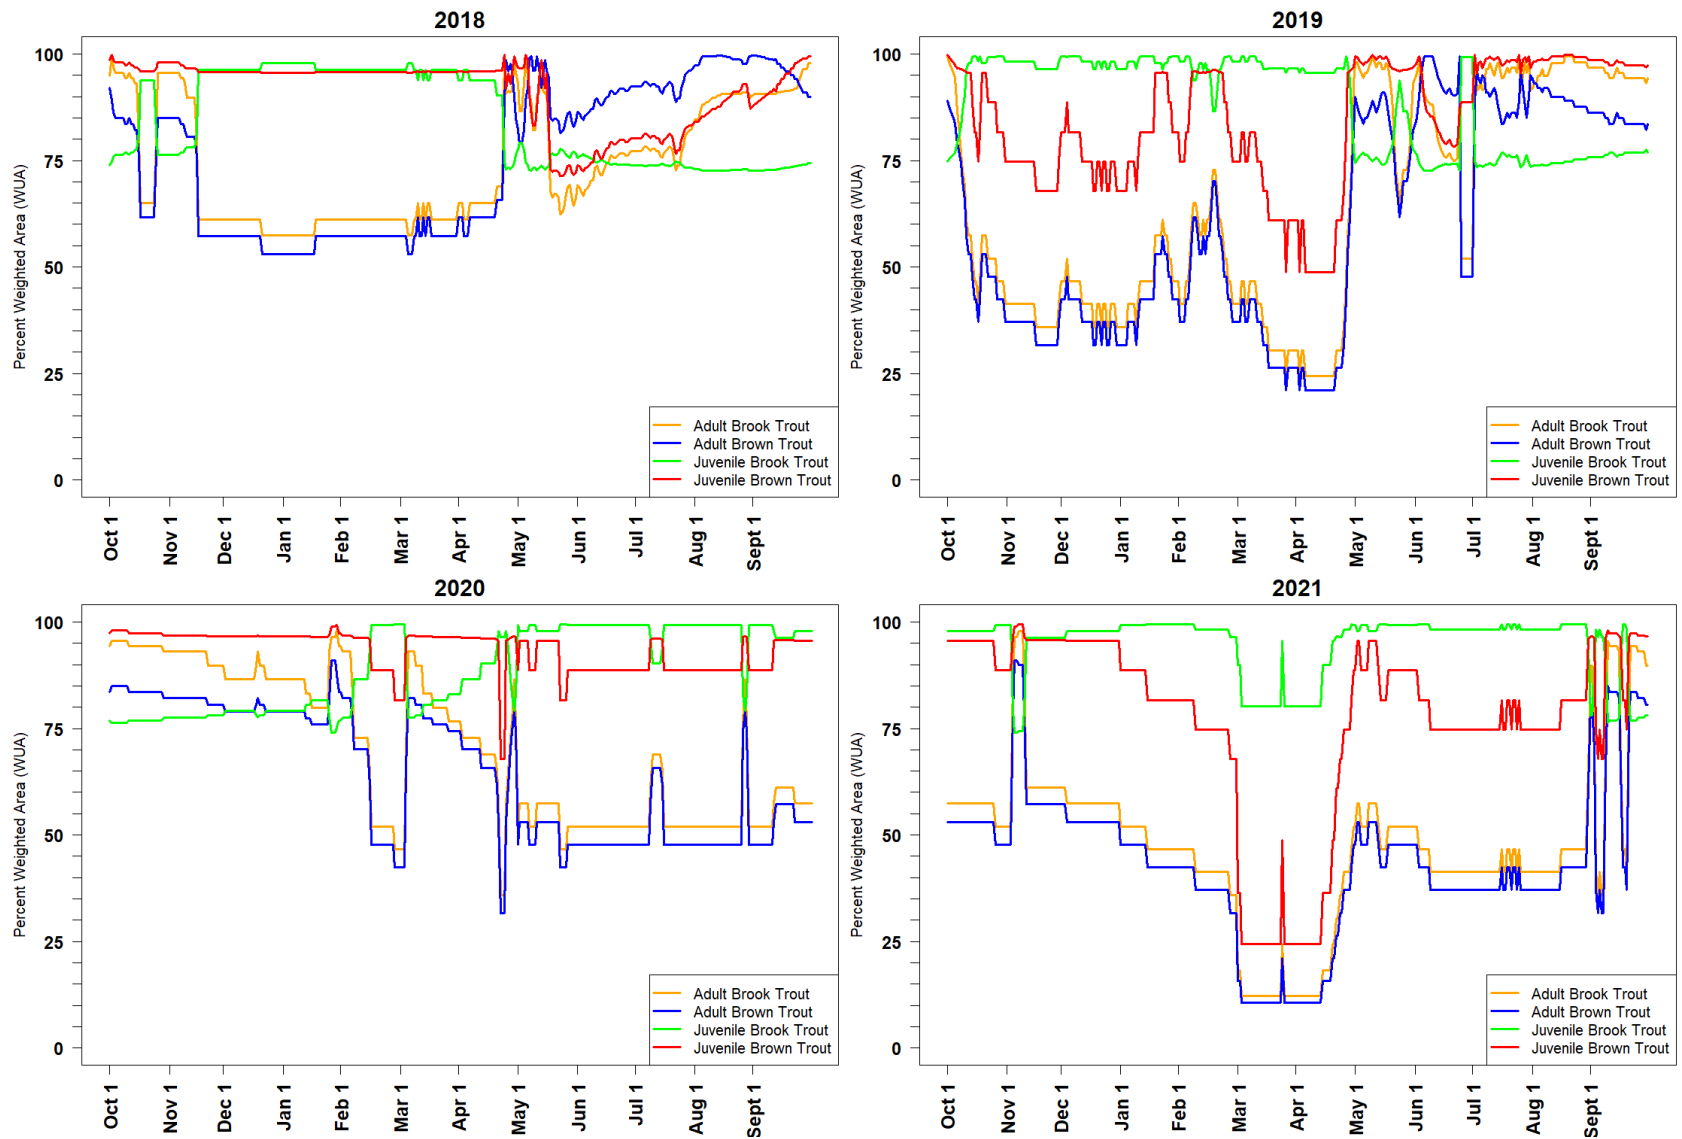 2018
Percent Weighted Area (WUA)
100
75
50
25
0
Adult Brook Trout
Adult Brown Trout
Juvenile Brook Trout
Juvenile Brown Trout
Oct 1
Nov 1
Dec 1
Jan 1
Feb 1
Mar 1
Apr 1
May 1
Jun 1
Jul 1
Aug 1
Sept 1
2019
Percent Weighted Area (WUA)
100
75
50
25
0
Adult Brook Trout
Adult Brown Trout
Juvenile Brook Trout
Juvenile Brown Trout
Oct 1
Nov 1
Dec 1
Jan 1
Feb 1
Mar 1
Apr 1
May 1
Jun 1
Jul 1
Aug 1
Sept 1
2020
Percent Weighted Area (WUA)
100
75
50
25
0
Adult Brook Trout
Adult Brown Trout
Juvenile Brook Trout
Juvenile Brown Trout
Oct 1
Nov 1
Dec 1
Jan 1
Feb 1
Mar 1
Apr 1
May 1
Jun 1
Jul 1
Aug 1
Sept 1
2021
Percent Weighted Area (WUA)
100
75
50
25
0
Adult Brook Trout
Adult Brown Trout
Juvenile Brook Trout
Juvenile Brown Trout
Oct 1
Nov 1
Dec 1
Jan 1
Feb 1
Mar 1
Apr 1
May 1
Jun 1
Jul 1
Aug 1
Sept 1